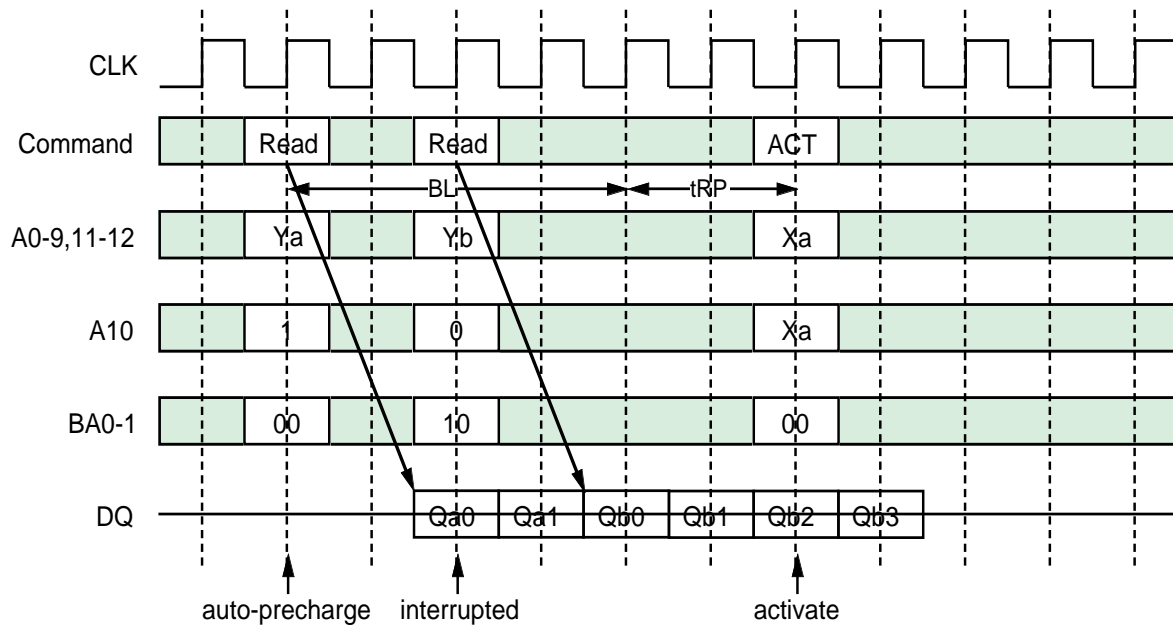 CLK
Command Read Read ACT
BL tRP
A0-9,11-12 Ya Yb Xa
A10 1 0 Xa
BA0-1 00 10 00
DQ Qa0 Qa1 Qb0 Qb1 Qb2 Qb3
auto-precharge interrupted activate